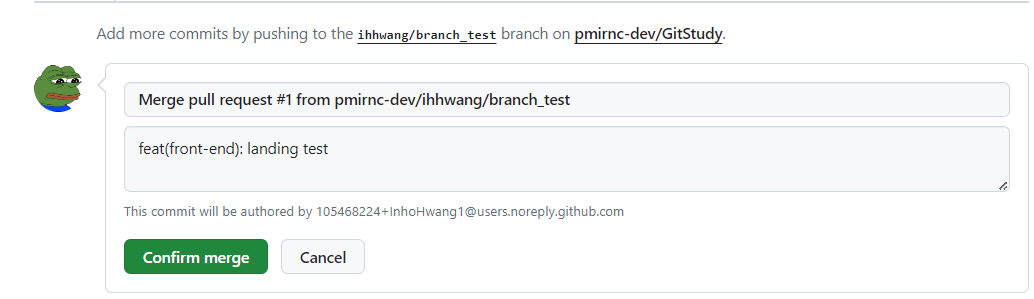 Add more commits by pushing to the ihhwang/branch_test branch on pmirnc-dev/GitStudy.
Merge pull request #1 from pmirnc-dev/ihhwang/branch_test
feat(front-end): landing test
This commit will be authored by 105468224+InhoHwang1@users.noreply.github.com
Confirm merge
Cancel